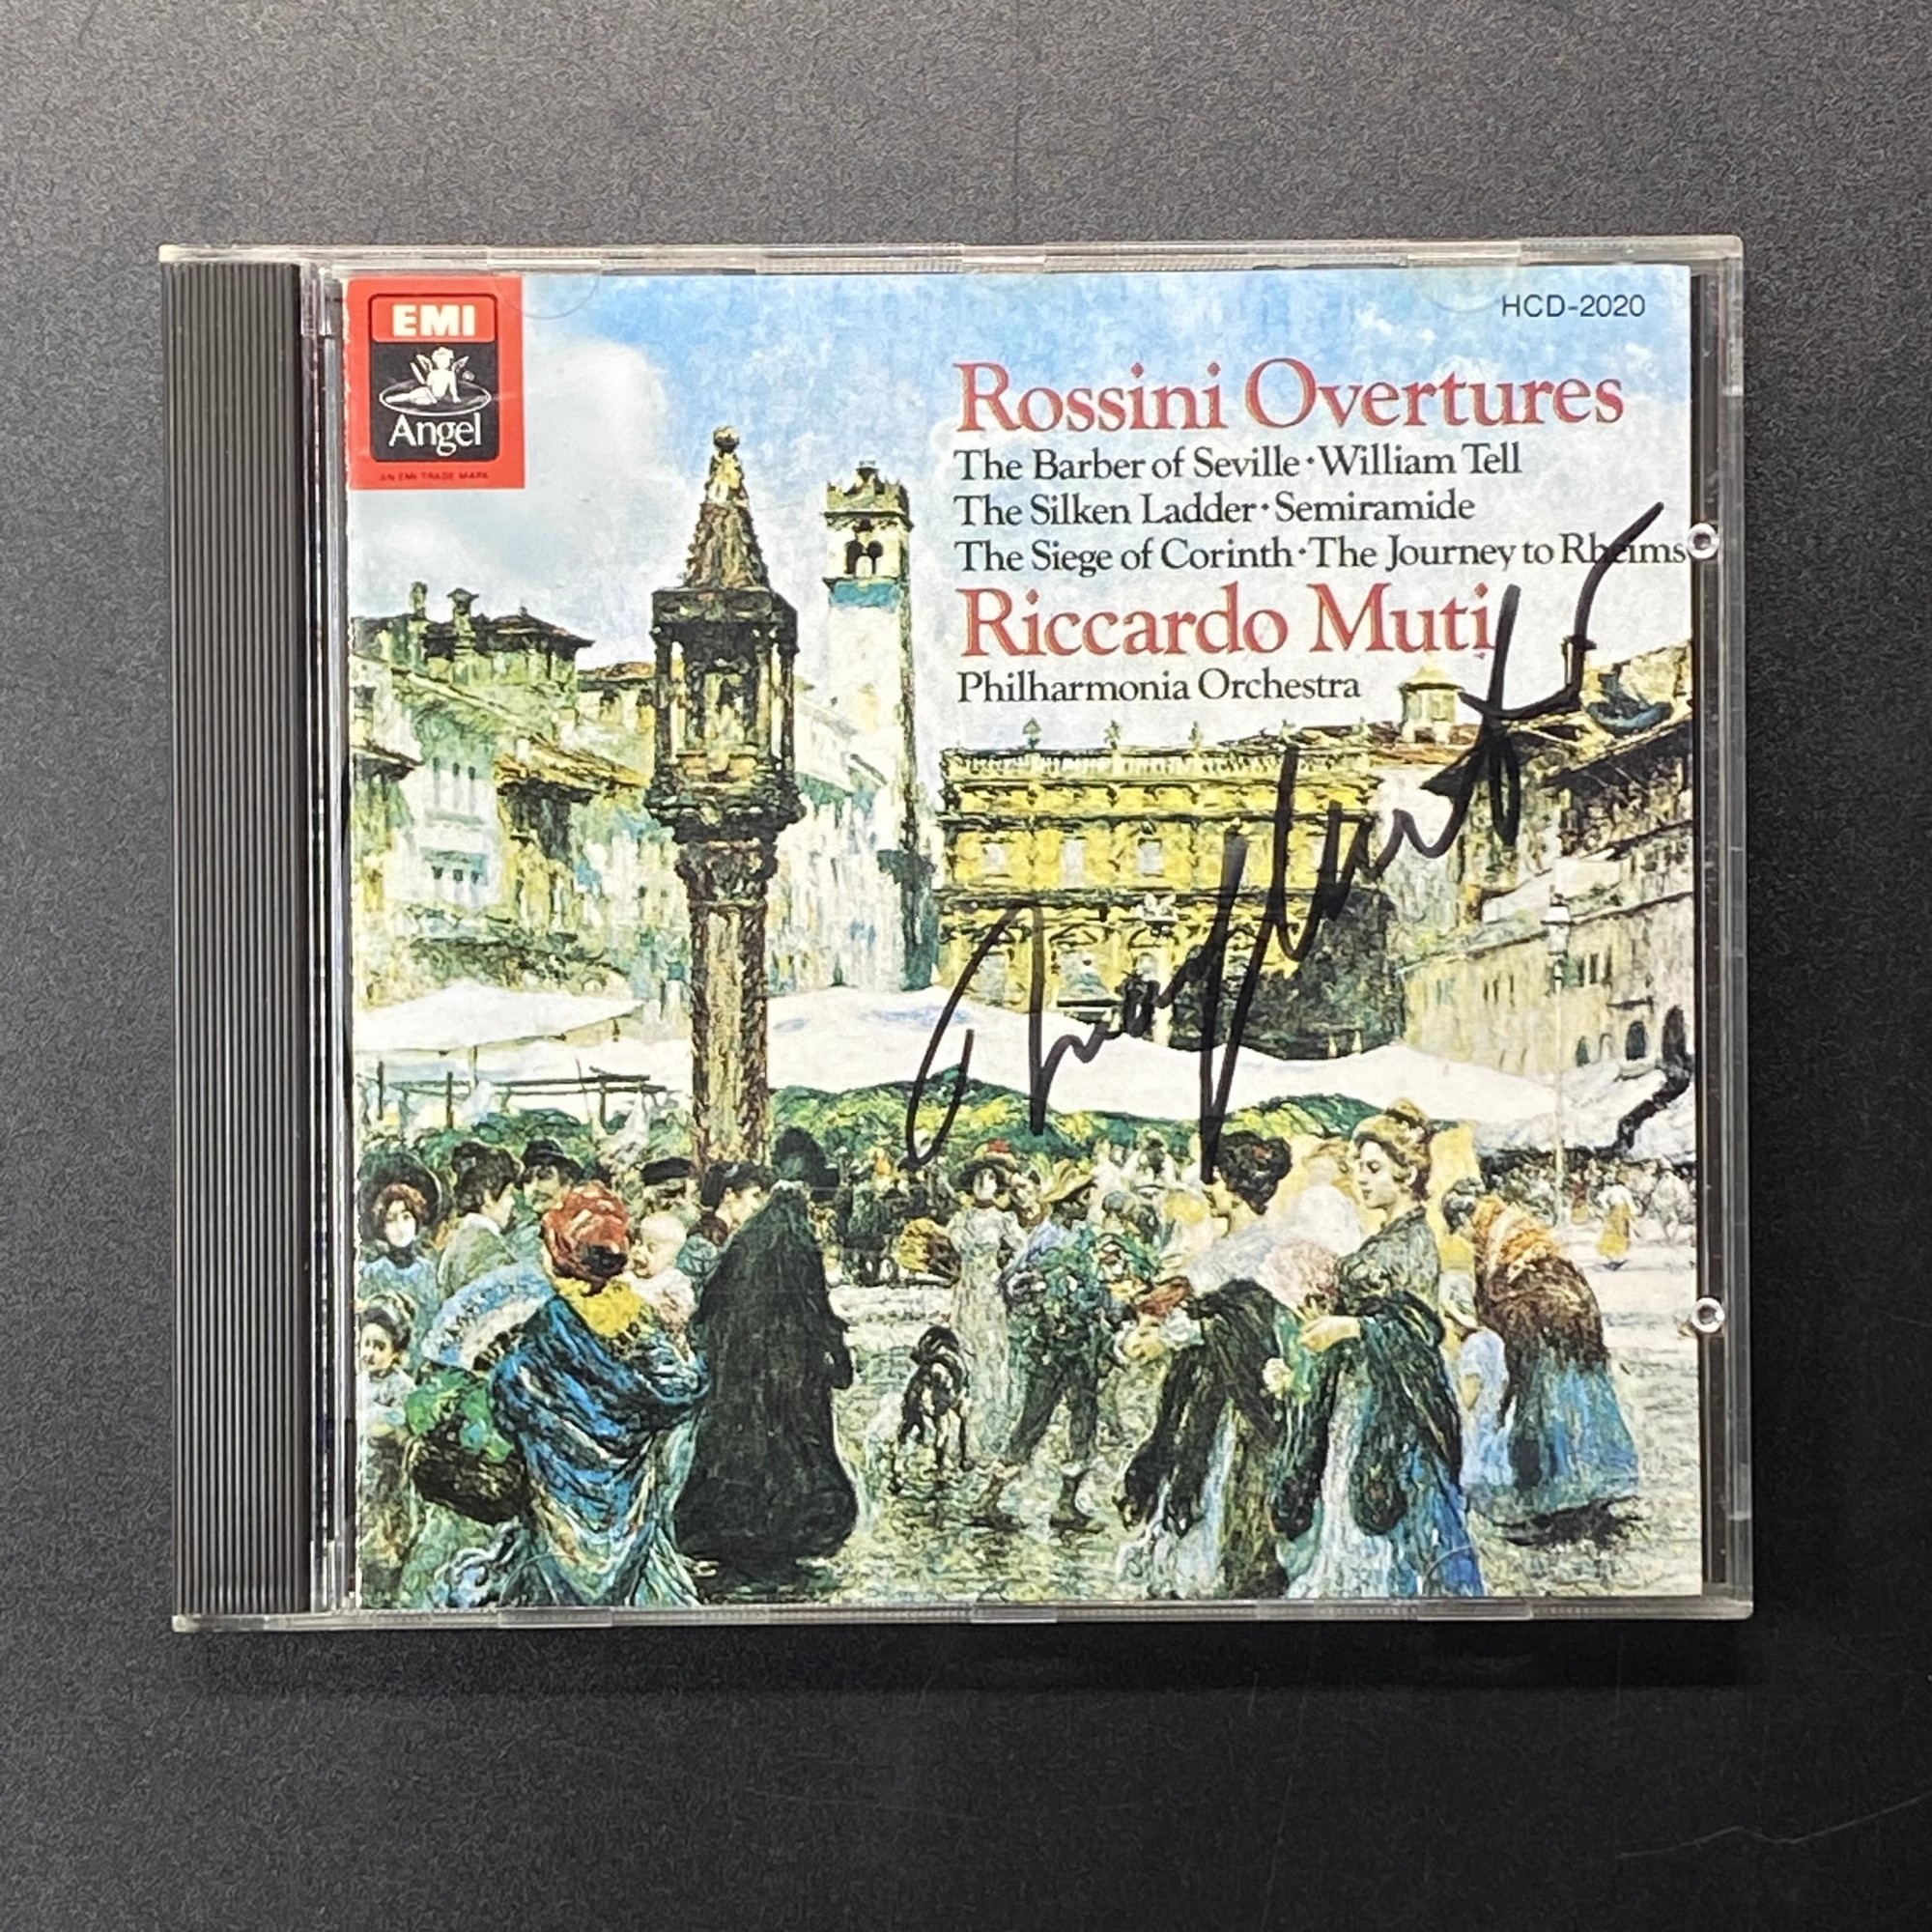 EMI
Angel
AN EMI TRADE MARK
HCD-2020
Rossini Overtures
The Barber of Seville·William Tell
The Silken Ladder·Semiramide
The Siege of Corinth·The Journey to Rheims
Riccardo Muti
Philharmonia Orchestra